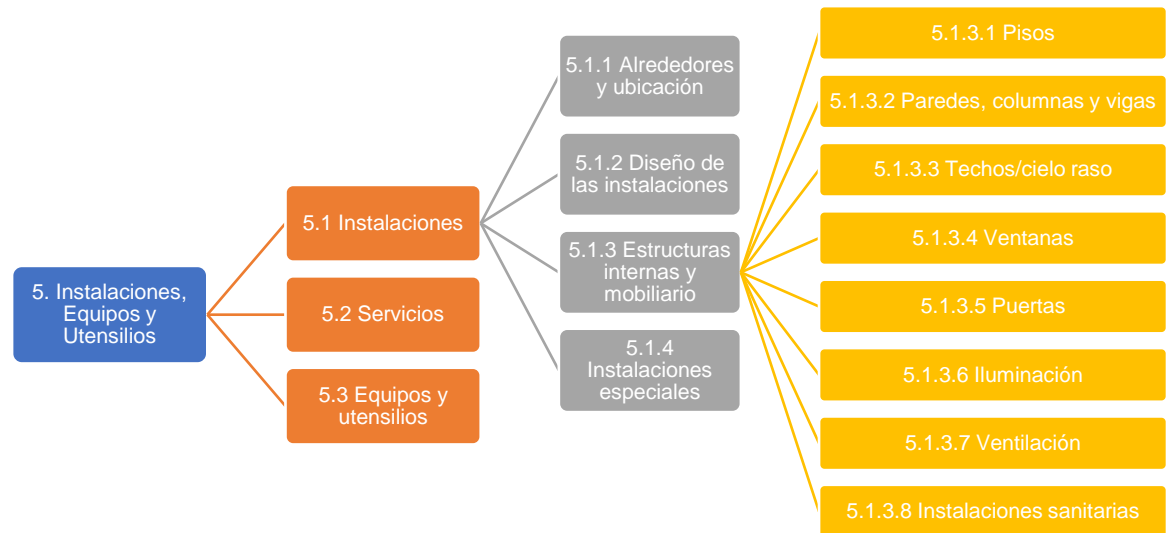 5. Instalaciones,
Equipos y
Utensilios
5.1 Instalaciones
5.2 Servicios
5.3 Equipos y
utensilios
5.1.1 Alrededores
y ubicación
5.1.2 Diseño de
las instalaciones
5.1.3 Estructuras
internas y
mobiliario
5.1.4
Instalaciones
especiales
5.1.3.1 Pisos
5.1.3.2 Paredes, columnas y vigas
5.1.3.3 Techos/cielo raso
5.1.3.4 Ventanas
5.1.3.5 Puertas
5.1.3.6 Iluminación
5.1.3.7 Ventilación
5.1.3.8 Instalaciones sanitarias